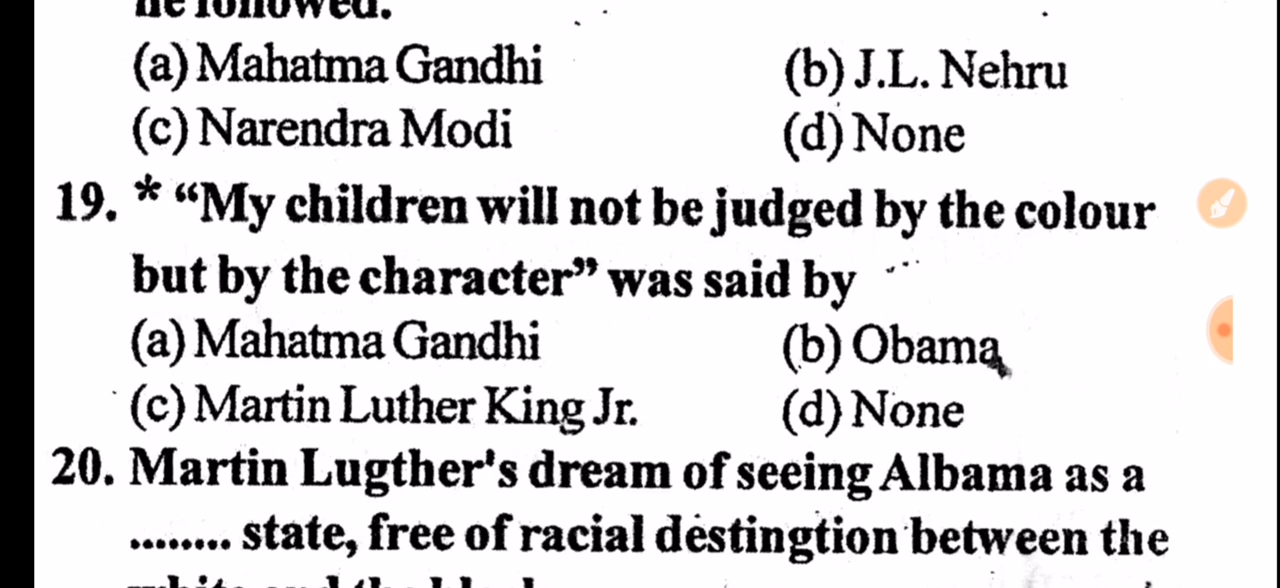 (a) Mahatma Gandhi (b) J.L. Nehru
(c) Narendra Modi (d) None
19. * “My children will not be judged by the colour
but by the character” was said by
(a) Mahatma Gandhi (b) Obama
(c) Martin Luther King Jr. (d) None
20. Martin Lugther's dream of seeing Albama as a
........ state, free of racial destingtion between the